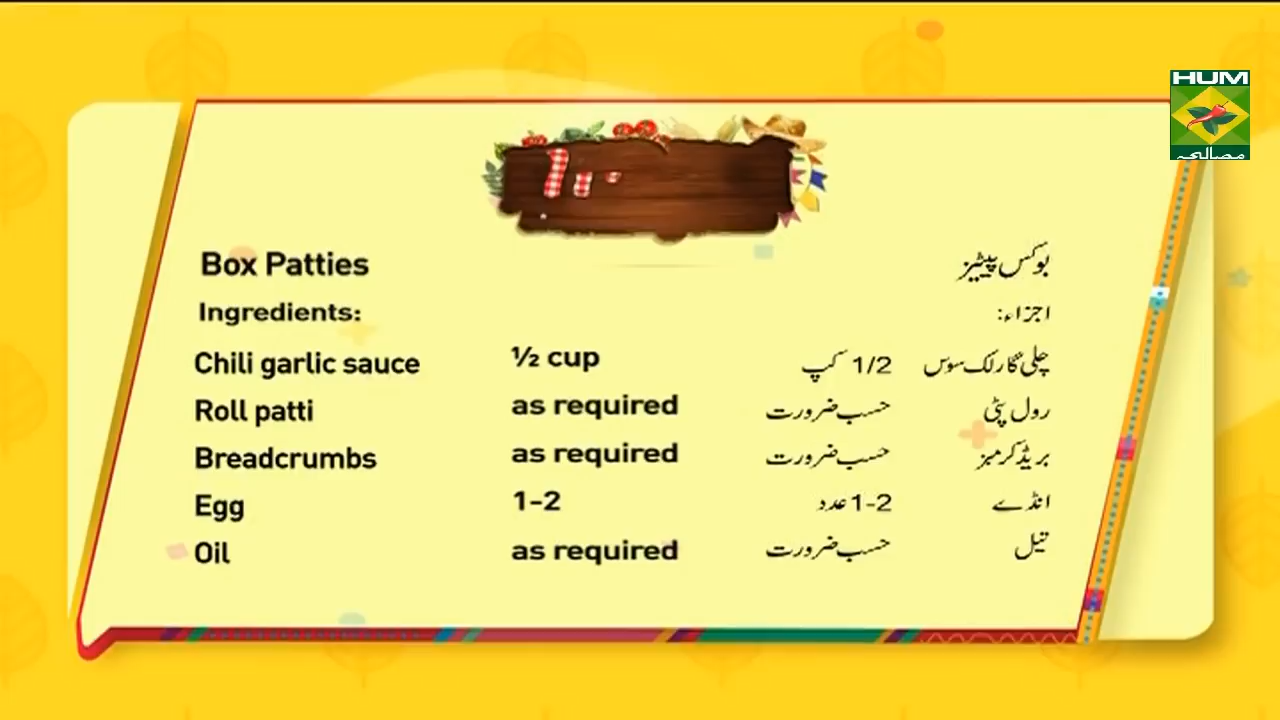 HUM
مصالحہ
Box Patties بوکس پیٹیز
Ingredients: اجزاء:
Chili garlic sauce ½ cup 1/2 کپ چلی گارلک سوس
Roll patti as required حسب ضرورت رول پٹی
Breadcrumbs as required حسب ضرورت بریڈ کرمبز
Egg 1-2 1-2 عدد انڈے
Oil as required حسب ضرورت تیل